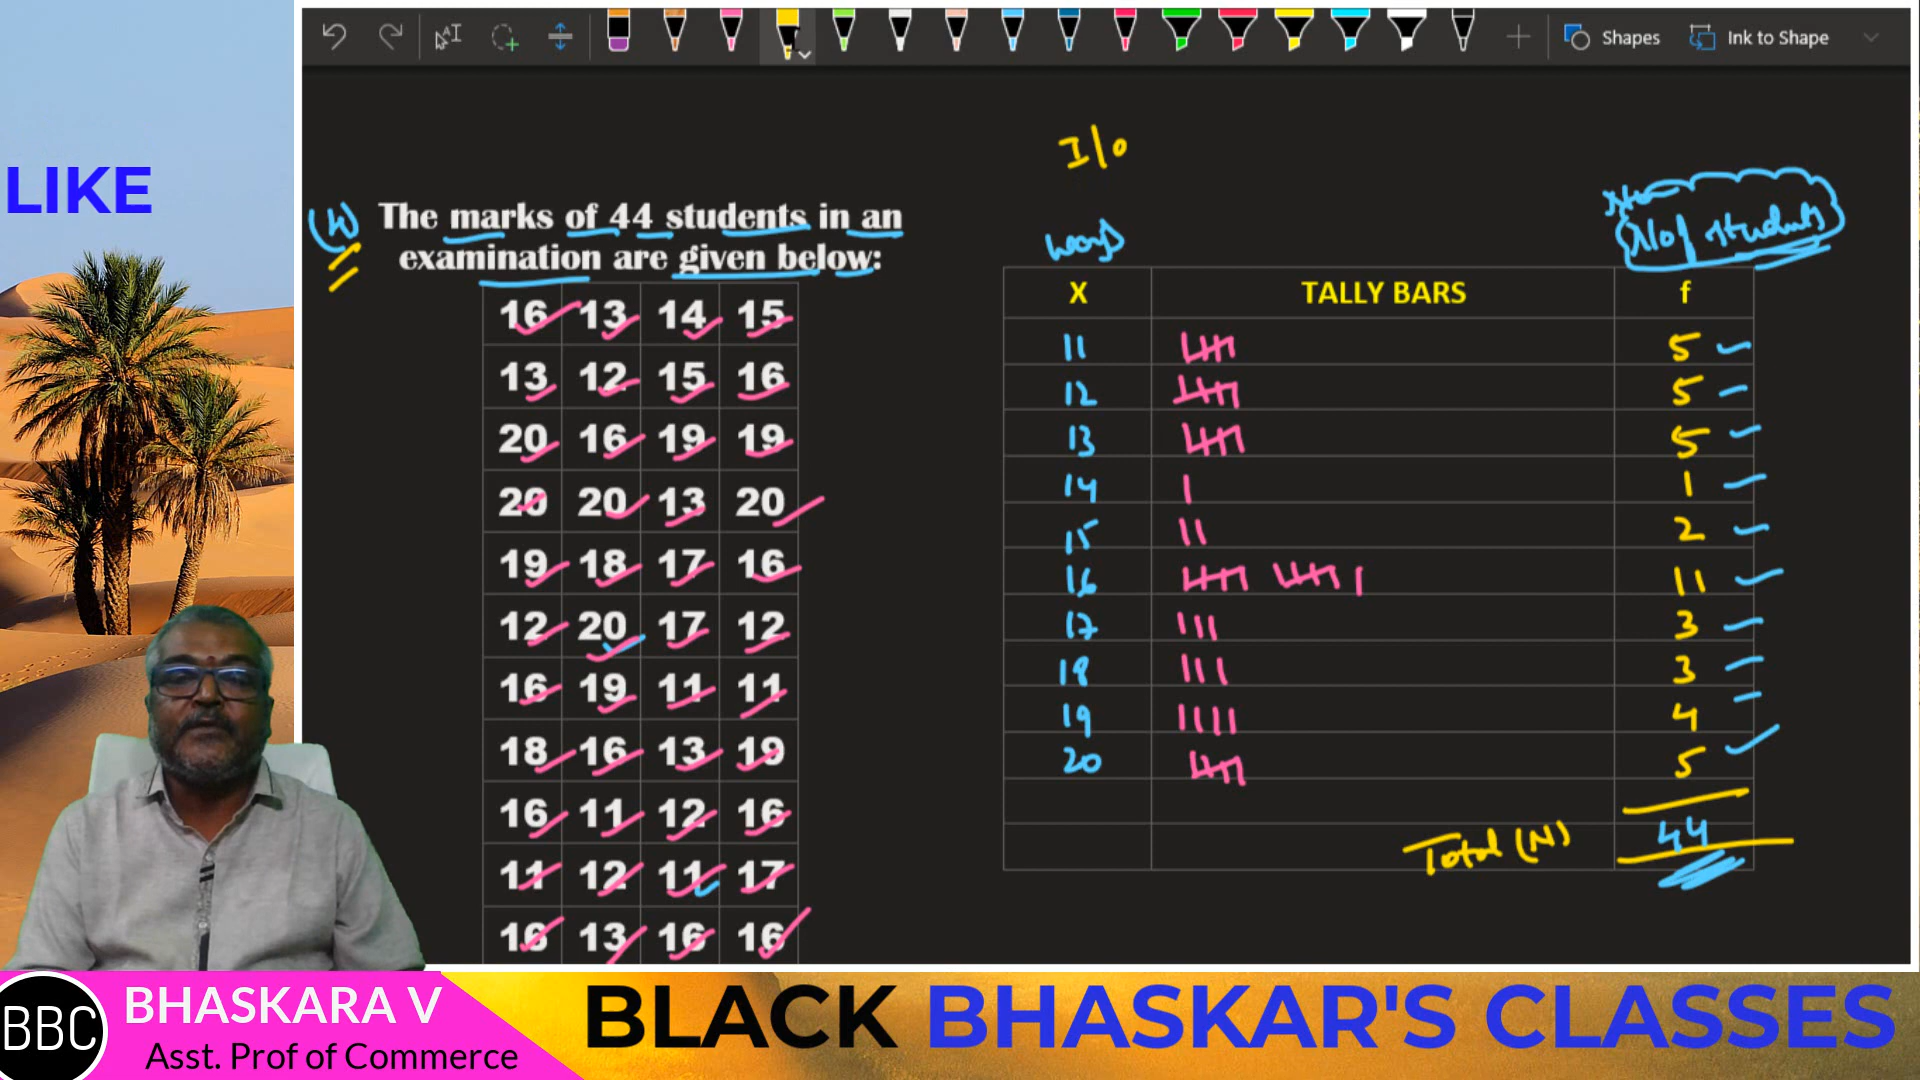 Shapes
Ink to Shape
LIKE
I/o
The marks of 44 students in an
examination are given below:
No of students
X TALLY BARS f
16 13 14 15
13 12 15 16
20 16 19 19
20 20 13 20
19 18 17 16
12 20 17 12
16 19 11 11
18 16 13 19
16 11 12 16
11 12 11 17
16 13 16 16
11 5
12 5
13 5
14 1
15 2
16 11
17 3
18 3
19 4
20 5
Total (N) 44
BBC
BHASKARA V
Asst. Prof of Commerce
BLACK BHASKAR'S CLASSES